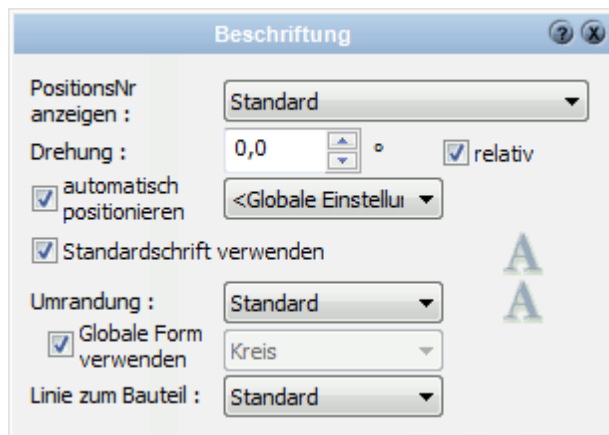 Beschriftung
PositionsNr
anzeigen :
Standard
Drehung :
0,0
°
relativ
automatisch
positionieren
<Globale Einstellu
Standardschrift verwenden
A
Umrandung :
Standard
A
Globale Form
verwenden
Kreis
Linie zum Bauteil :
Standard